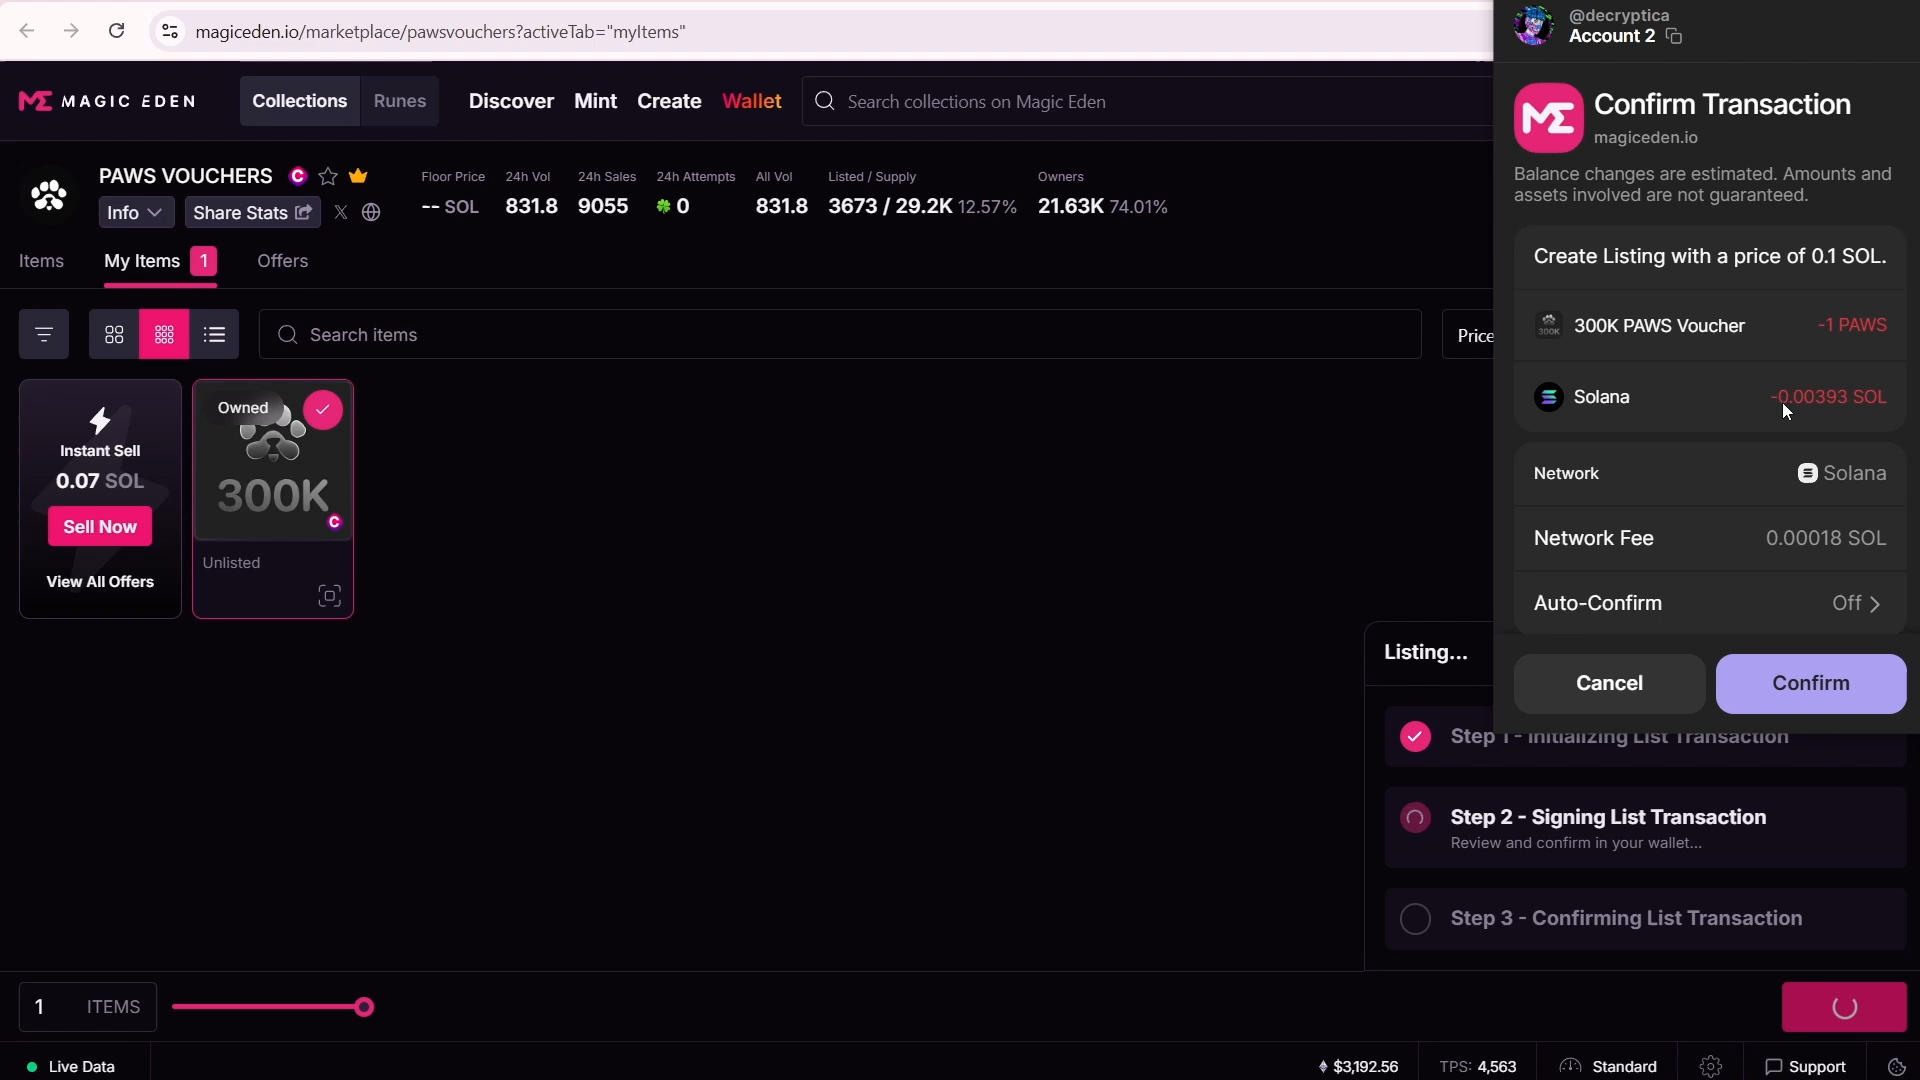 magiceden.io/marketplace/pawsvouchers?activeTab="myItems"
@decryptica
Account 2
MAGIC EDEN
Collections
Runes
Discover
Mint
Create
Wallet
Search collections on Magic Eden
Confirm Transaction
magiceden.io
Balance changes are estimated. Amounts and
assets involved are not guaranteed.
PAWS VOUCHERS
Info
Share Stats
Floor Price
-- SOL
24h Vol
831.8
24h Sales
9055
24h Attempts
0
All Vol
831.8
Listed / Supply
3673 / 29.2K 12.57%
Owners
21.63K 74.01%
Items
My Items 1
Offers
Search items
Price
Create Listing with a price of 0.1 SOL.
300K PAWS Voucher -1 PAWS
300K
Solana -0.00393 SOL
Network Solana
Network Fee 0.00018 SOL
Auto-Confirm Off
Cancel
Confirm
Instant Sell
0.07 SOL
Sell Now
View All Offers
Owned
300K
C
Unlisted
Listing...
Step 1 - Initializing List Transaction
Step 2 - Signing List Transaction
Review and confirm in your wallet...
Step 3 - Confirming List Transaction
1 ITEMS
Live Data
$3,192.56
TPS: 4,563
Standard
Support